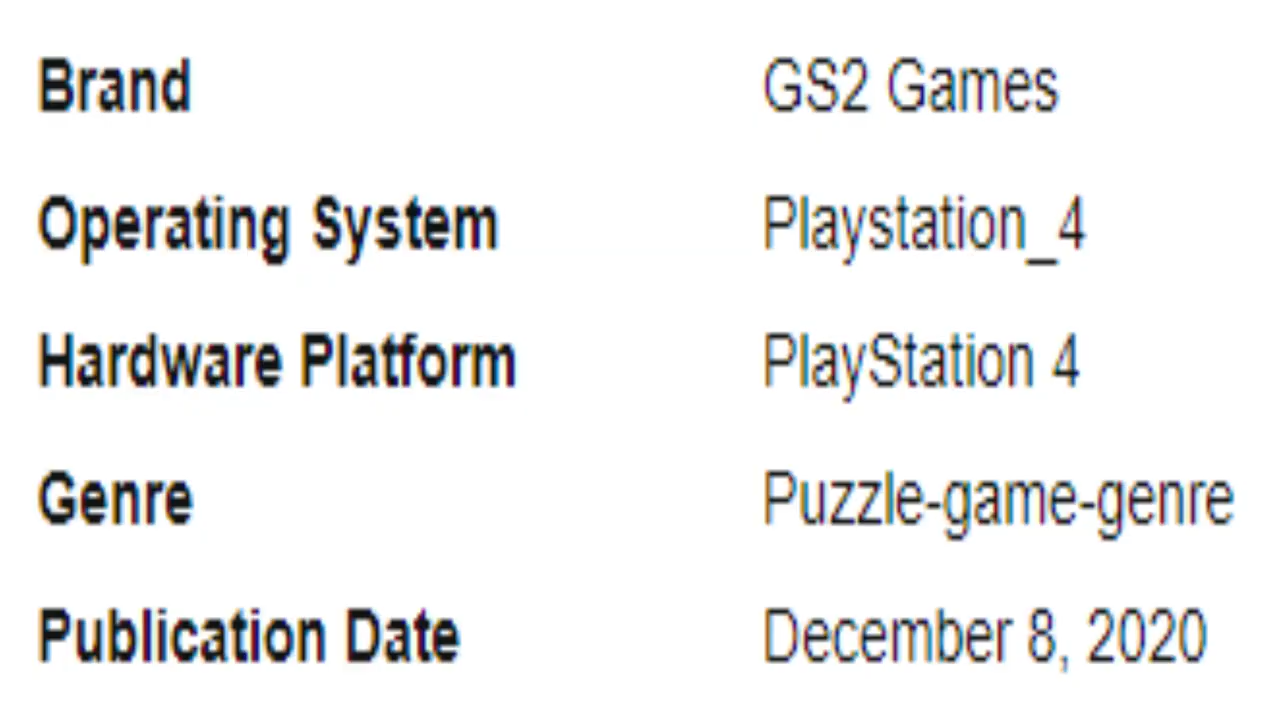 Brand GS2 Games
Operating System Playstation_4
Hardware Platform PlayStation 4
Genre Puzzle-game-genre
Publication Date December 8, 2020